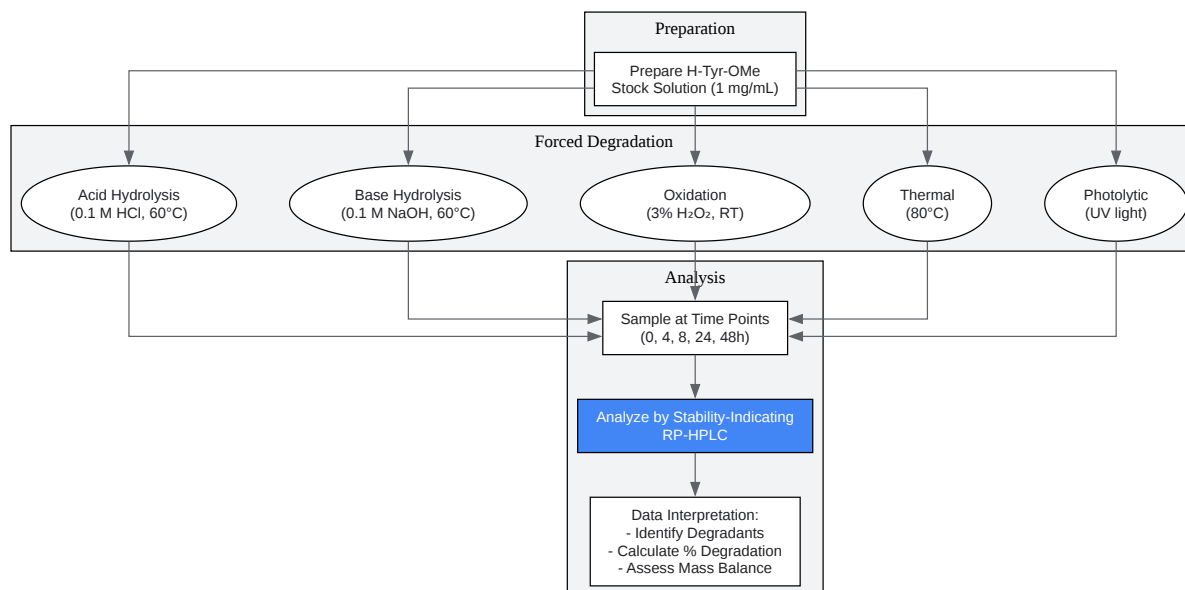 Preparation
Prepare H-Tyr-OMe
Stock Solution (1 mg/mL)
Forced Degradation
Acid Hydrolysis
(0.1 M HCl, 60°C)
Base Hydrolysis
(0.1 M NaOH, 60°C)
Oxidation
(3% H₂O₂, RT)
Thermal
(80°C)
Photolytic
(UV light)
Analysis
Sample at Time Points
(0, 4, 8, 24, 48h)
Analyze by Stability-Indicating
RP-HPLC
Data Interpretation:
- Identify Degradants
- Calculate % Degradation
- Assess Mass Balance